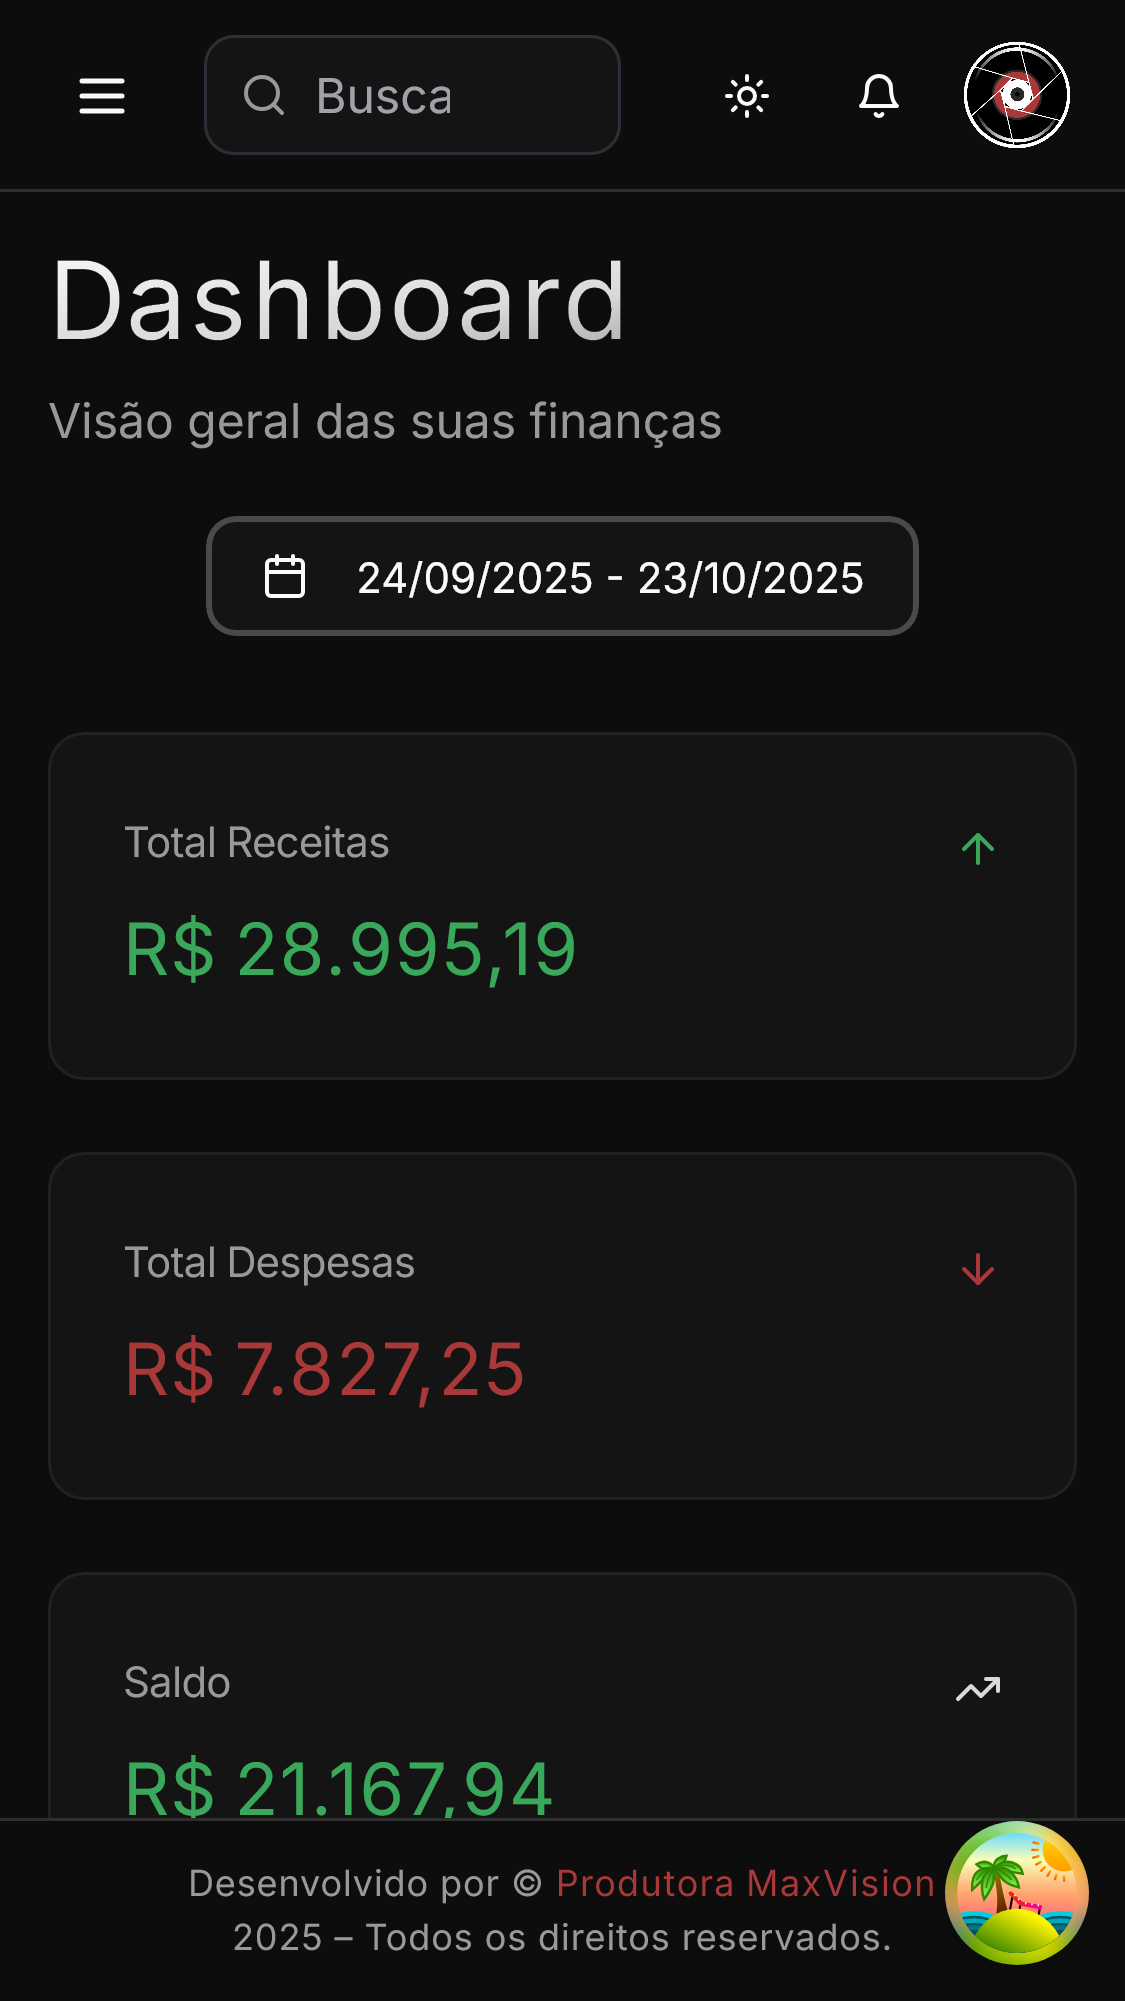 Busca
Dashboard
Visão geral das suas finanças
24/09/2025 - 23/10/2025
Total Receitas
R$ 28.995,19
Total Despesas
R$ 7.827,25
Saldo
R$ 21.167,94
Desenvolvido por © Produtora MaxVision
2025 – Todos os direitos reservados.